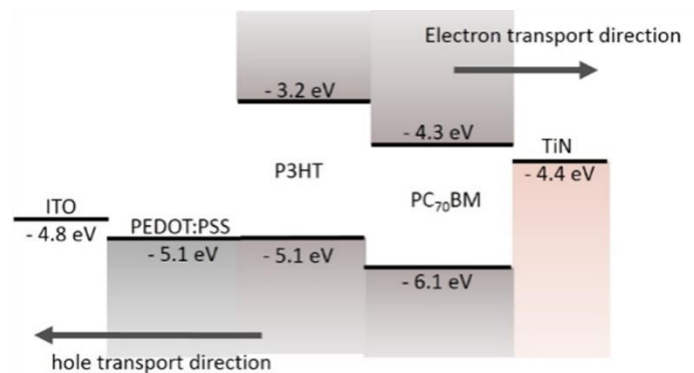 Electron transport direction
- 3.2 eV
- 4.3 eV
TiN
- 4.4 eV
P3HT
PC70BM
ITO
- 4.8 eV
PEDOT:PSS
- 5.1 eV
- 5.1 eV
- 6.1 eV
hole transport direction